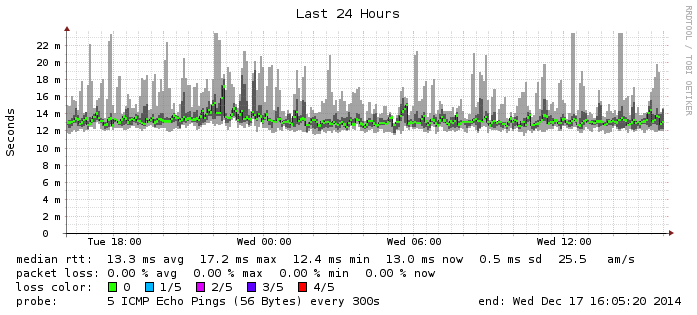 Last 24 Hours
RRDTOOL / TOBI OETIKER
Seconds
22 m
20 m
18 m
16 m
14 m
12 m
10 m
8 m
6 m
4 m
2 m
0
Tue 18:00 Wed 00:00 Wed 06:00 Wed 12:00
median rtt: 13.3 ms avg 17.2 ms max 12.4 ms min 13.0 ms now 0.5 ms sd 25.5 am/s
packet loss: 0.00 % avg 0.00 % max 0.00 % min 0.00 % now
loss color: 0 1/5 2/5 3/5 4/5
probe: 5 ICMP Echo Pings (56 Bytes) every 300s end: Wed Dec 17 16:05:20 2014